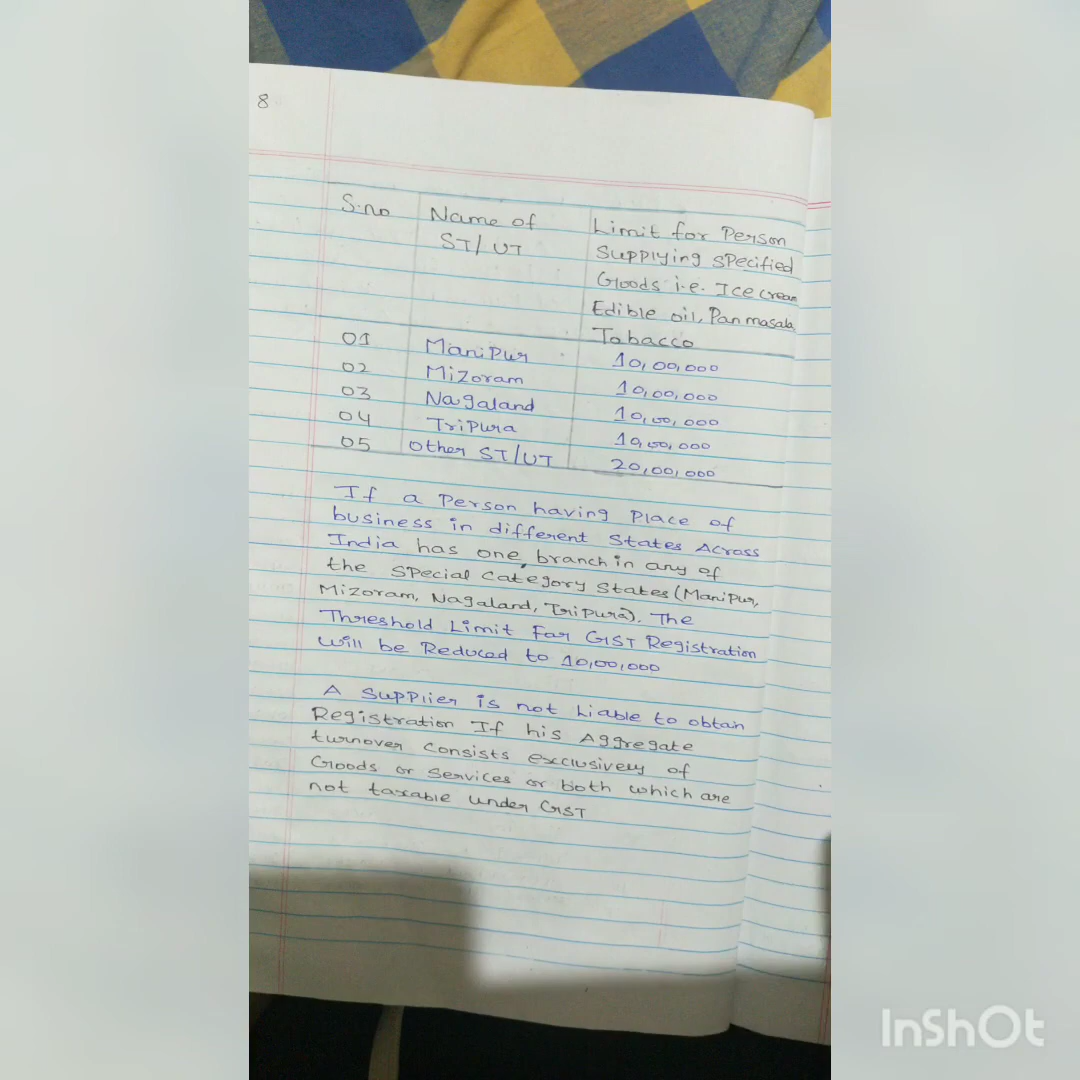 8
S.no Name of ST/UT Limit for Person Supplying Specified Goods i.e. Ice cream Edible oil, Pan masala Tobacco
01 Manipur 10,00,000
02 Mizoram 10,00,000
03 Nagaland 10,00,000
04 Tripura 10,00,000
05 Other ST/UT 20,00,000
If a Person having Place of
business in different States Across
India has one branch in any of
the Special Category States (Manipur,
Mizoram, Nagaland, Tripura). The
Threshold Limit For GST Registration
will be Reduced to 10,00,000
A Supplier is not Liable to obtain
Registration If his Aggregate
turnover consists exclusively of
Goods or Services or both which are
not taxable under GST
InShOt